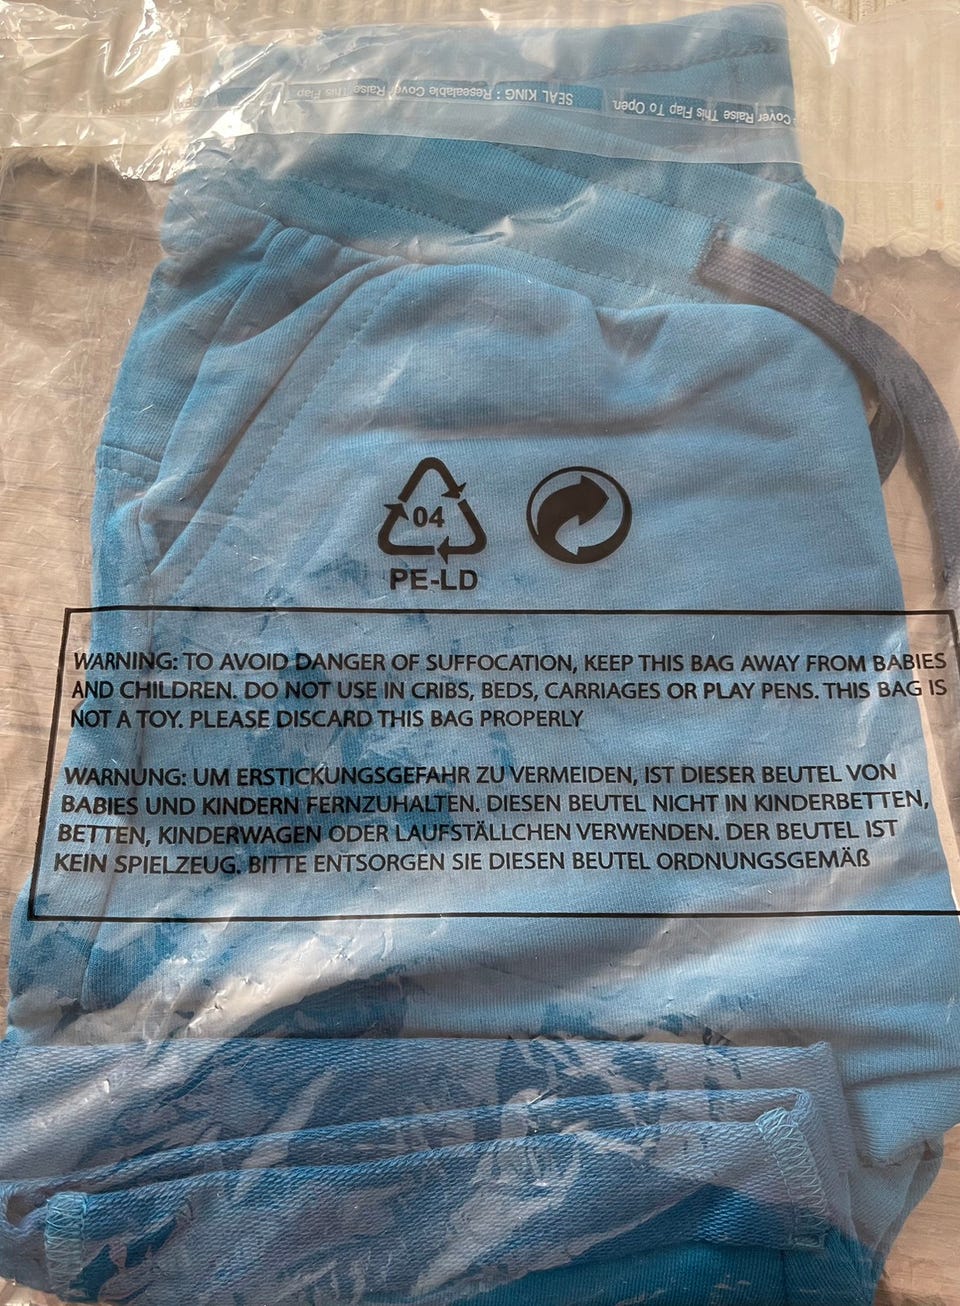 SEAL KING : Resealable Cover Raise This Flap
Cover Raise This Flap To Open.
04
PE-LD
WARNING: TO AVOID DANGER OF SUFFOCATION, KEEP THIS BAG AWAY FROM BABIES
AND CHILDREN. DO NOT USE IN CRIBS, BEDS, CARRIAGES OR PLAY PENS. THIS BAG IS
NOT A TOY. PLEASE DISCARD THIS BAG PROPERLY
WARNUNG: UM ERSTICKUNGSGEFAHR ZU VERMEIDEN, IST DIESER BEUTEL VON
BABIES UND KINDERN FERNZUHALTEN. DIESEN BEUTEL NICHT IN KINDERBETTEN,
BETTEN, KINDERWAGEN ODER LAUFSTÄLLCHEN VERWENDEN. DER BEUTEL IST
KEIN SPIELZEUG. BITTE ENTSORGEN SIE DIESEN BEUTEL ORDNUNGSGEMÄß